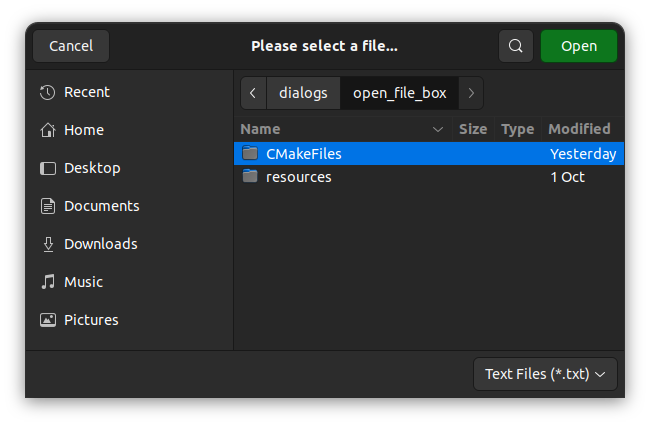 Cancel Please select a file... Open
Recent
Home
Desktop
Documents
Downloads
Music
Pictures
dialogs open_file_box
Name Size Type Modified
CMakeFiles Yesterday
resources 1 Oct
Text Files (*.txt)